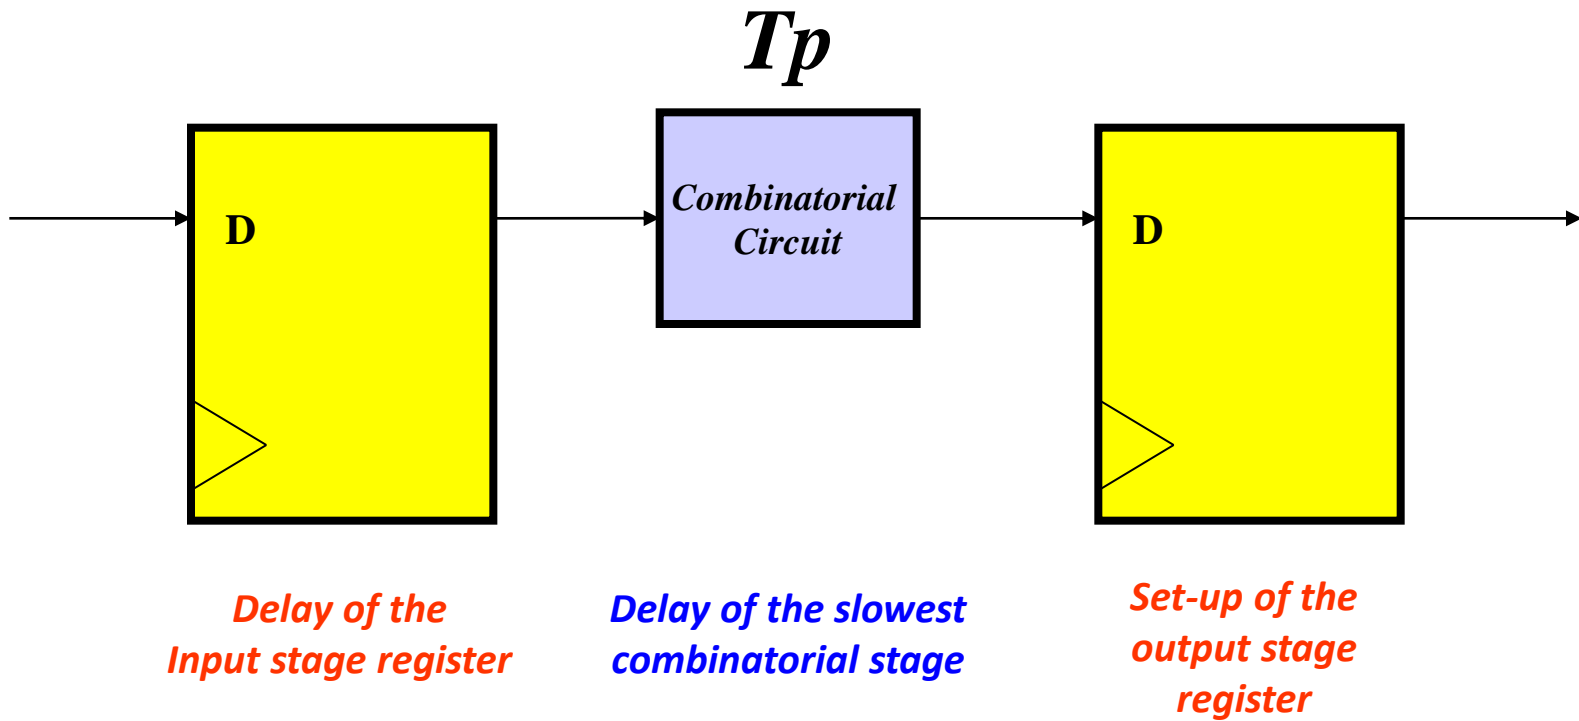 Tp
D
Combinatorial
Circuit
D
Delay of the
Input stage register
Delay of the slowest
combinatorial stage
Set-up of the
output stage
register